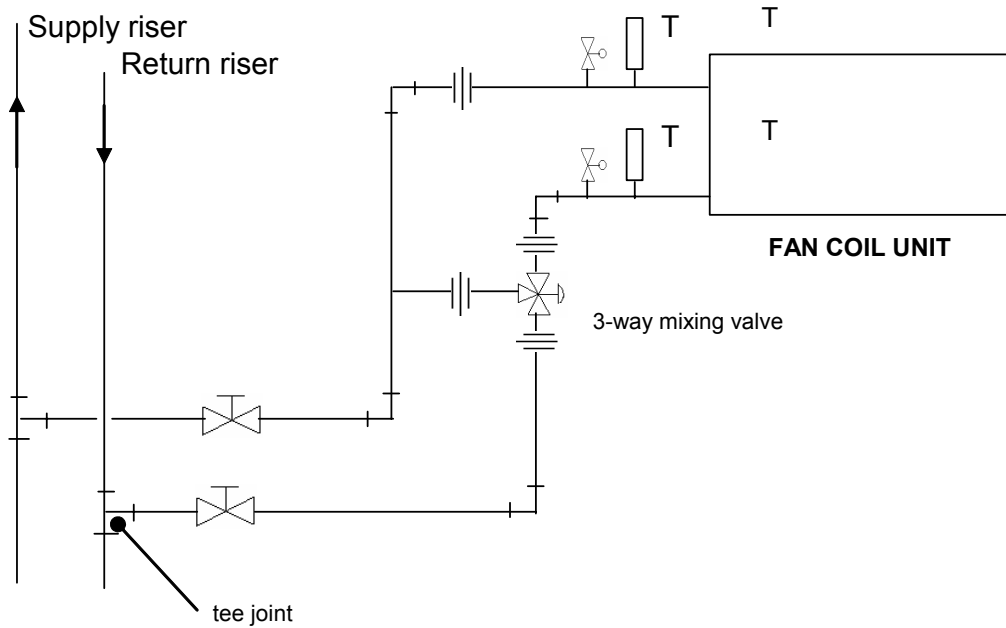 Supply riser
Return riser
T
T
T
T
FAN COIL UNIT
3-way mixing valve
tee joint